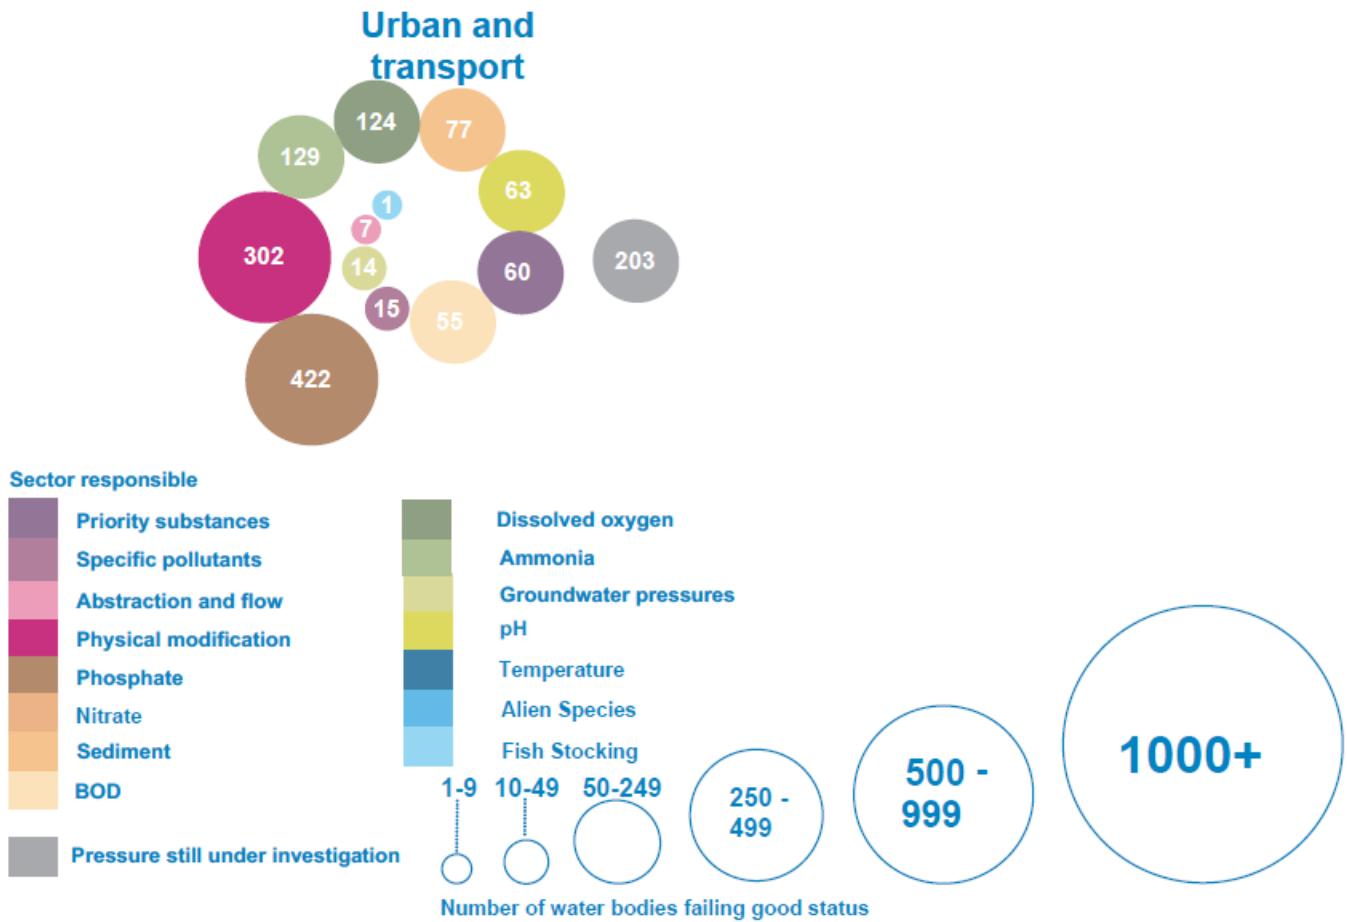 Urban and
transport
124
77
129
63
1
7
302
203
14
60
15
55
422
Sector responsible
Priority substances
Specific pollutants
Abstraction and flow
Physical modification
Phosphate
Nitrate
Sediment
BOD
Pressure still under investigation
Dissolved oxygen
Ammonia
Groundwater pressures
pH
Temperature
Alien Species
Fish Stocking
1-9
10-49
50-249
250 -
499
500 -
999
1000+
Number of water bodies failing good status